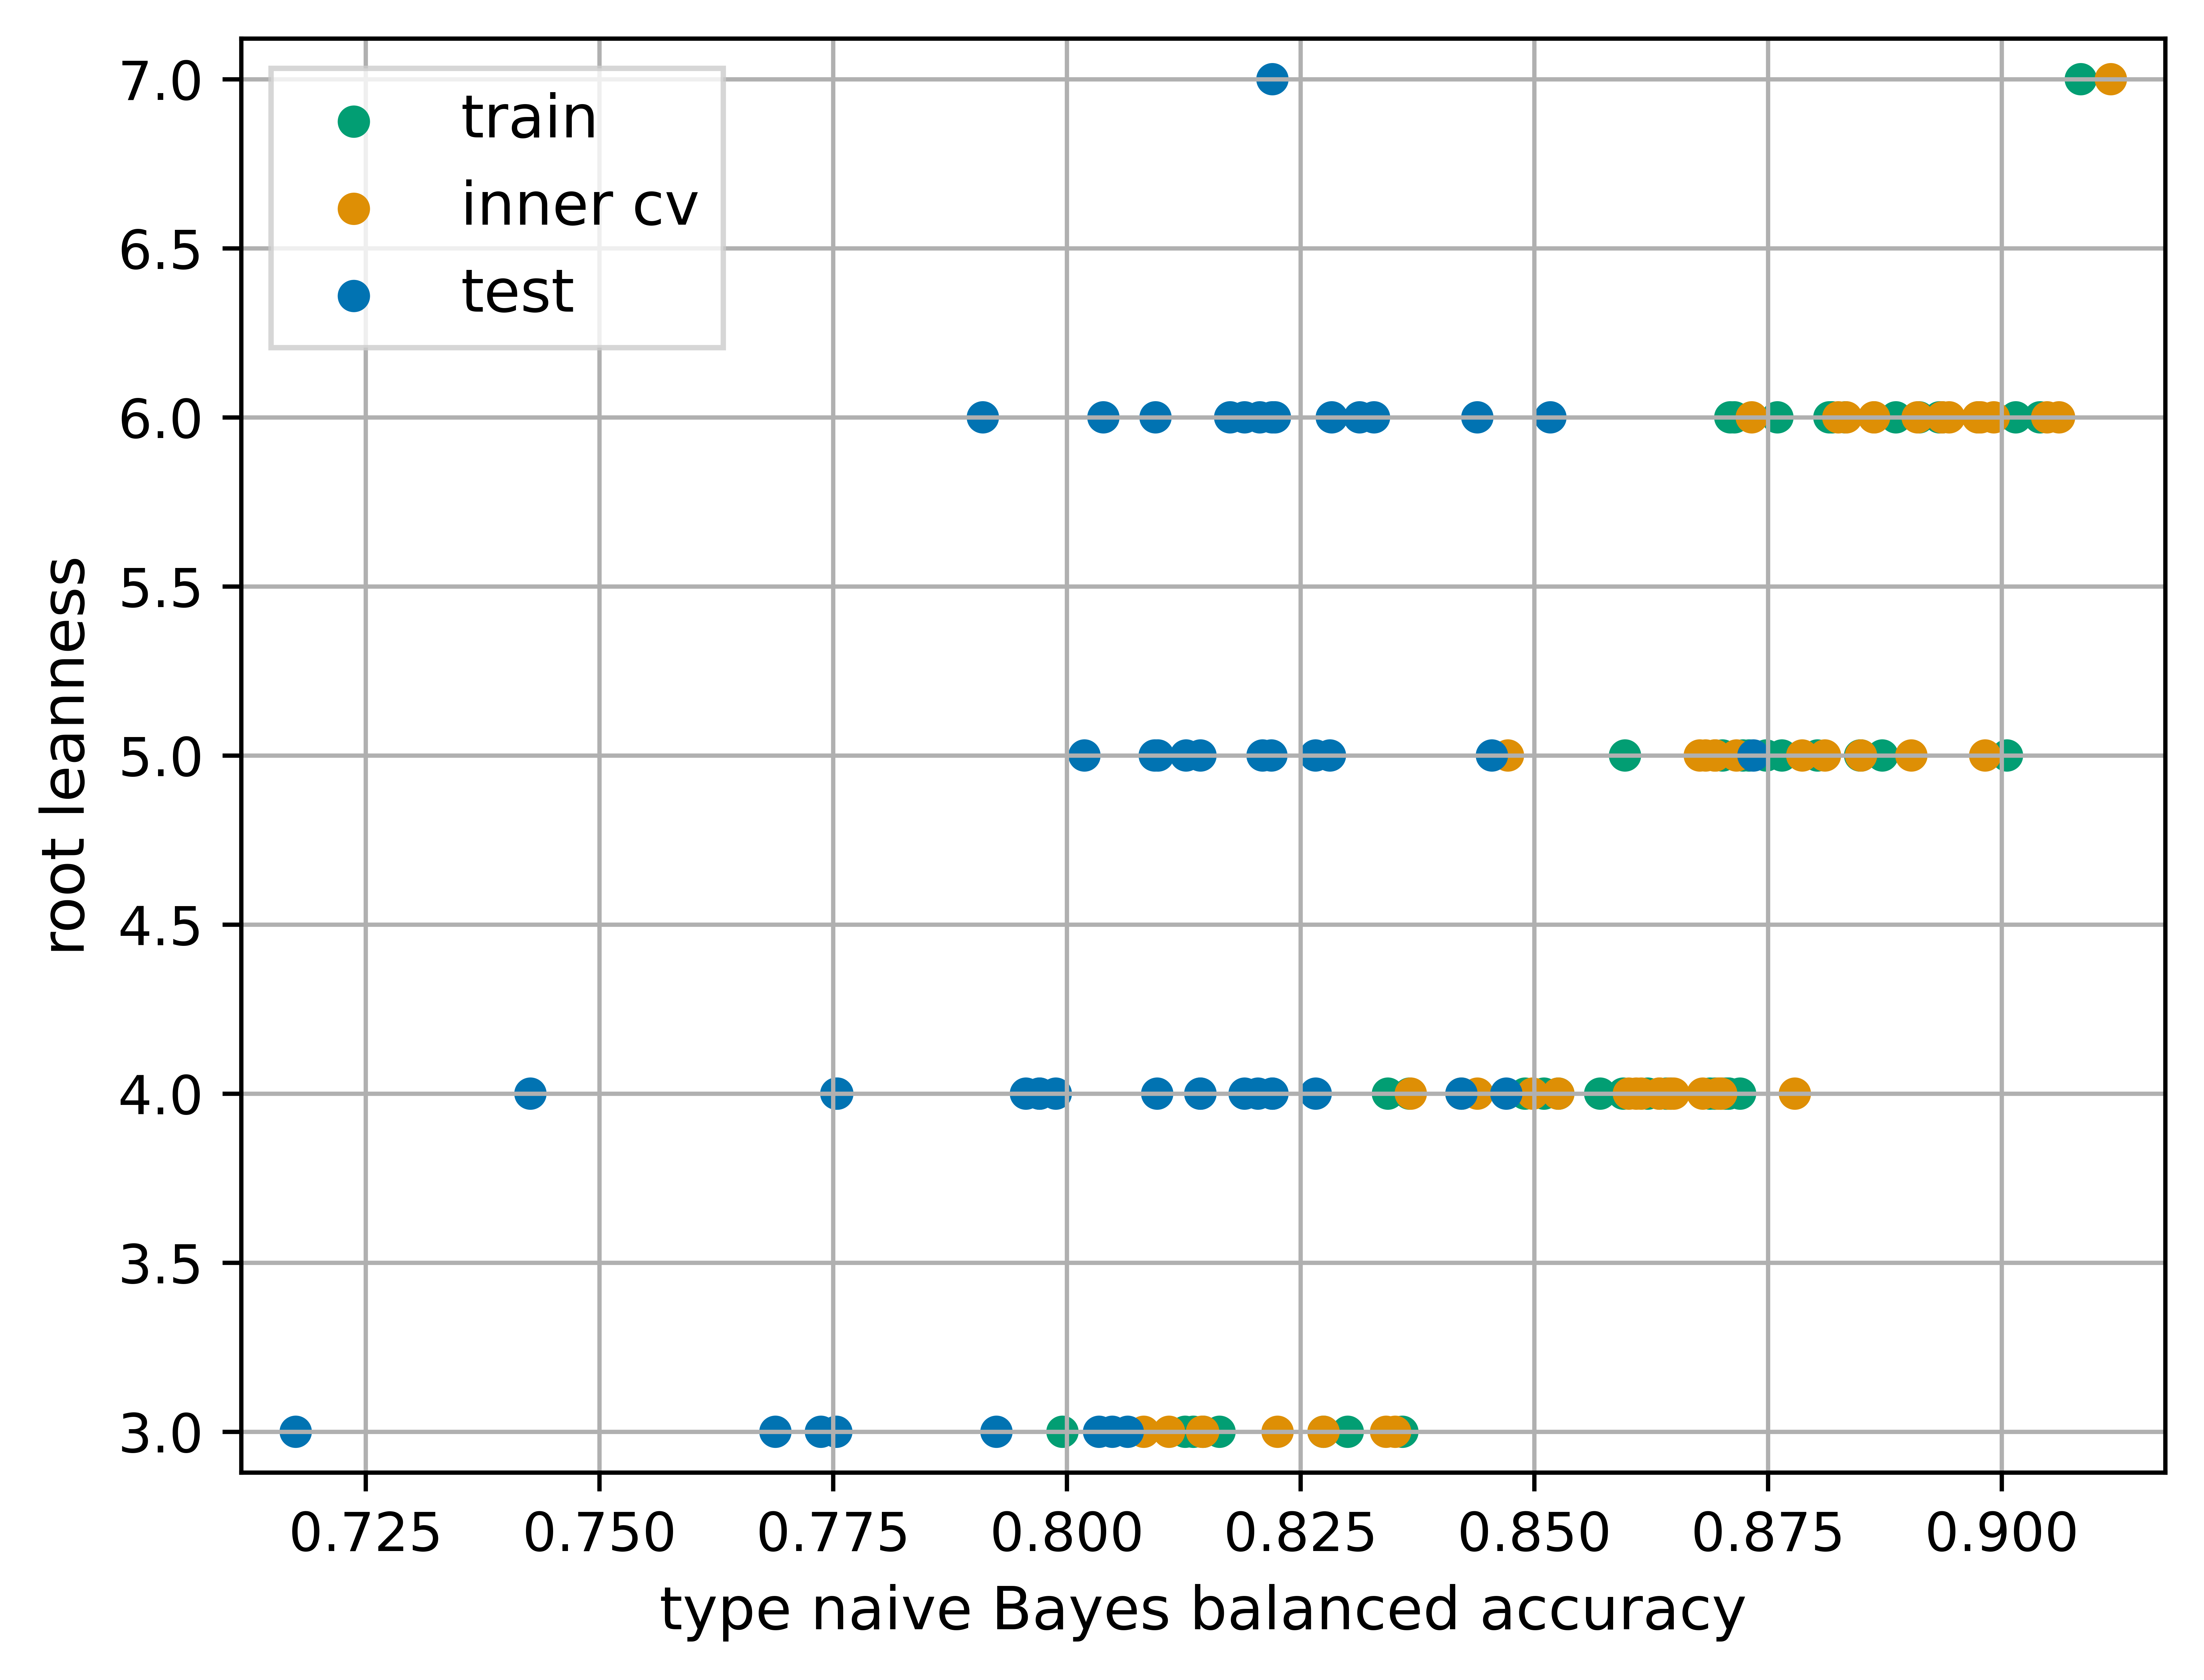 train
inner cv
test
7.0
6.5
6.0
5.5
5.0
4.5
4.0
3.5
3.0
root leanness
0.725 0.750 0.775 0.800 0.825 0.850 0.875 0.900
type naive Bayes balanced accuracy